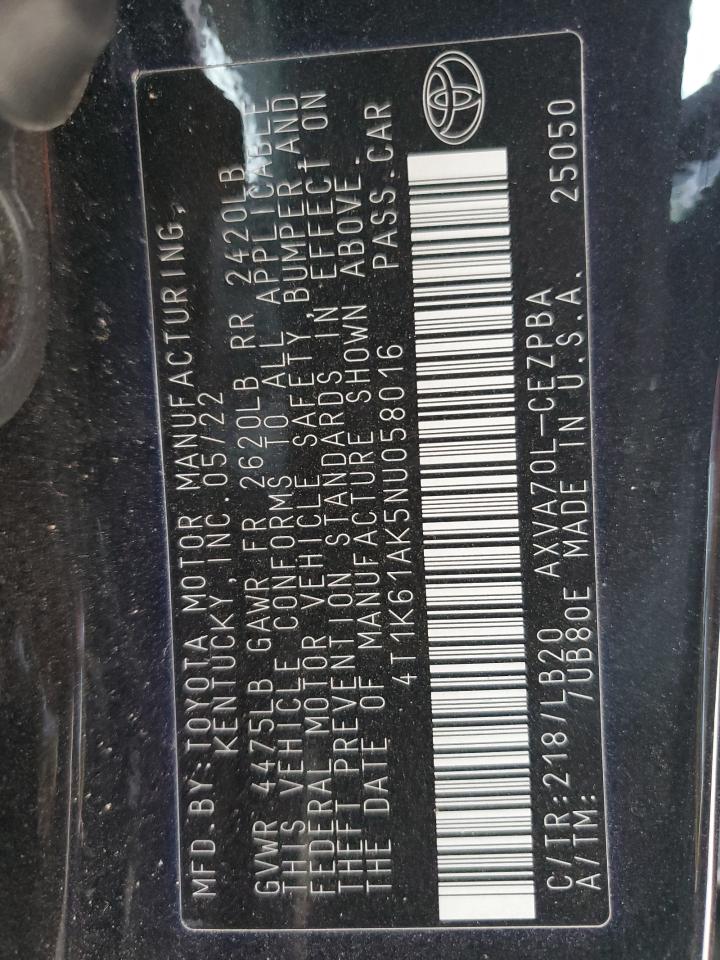 MFD.BY:TOYOTA MOTOR MANUFACTURING,
KENTUCKY,INC.05/22
GVWR 4475LB GAWR FR 2620LB RR 2420LB
THIS VEHICLE CONFORMS TO ALL APPLICABLE
FEDERAL MOTOR VEHICLE SAFETY,BUMPER,AND
THEFT PREVENTION STANDARDS IN EFFECT ON
THE DATE OF MANUFACTURE SHOWN ABOVE.
4T1K61AK5NU058016 PASS.CAR
C/TR:218/LB20 AXVA70L-CEZPBA 25050
A/TM: /UB80E MADE IN U.S.A.